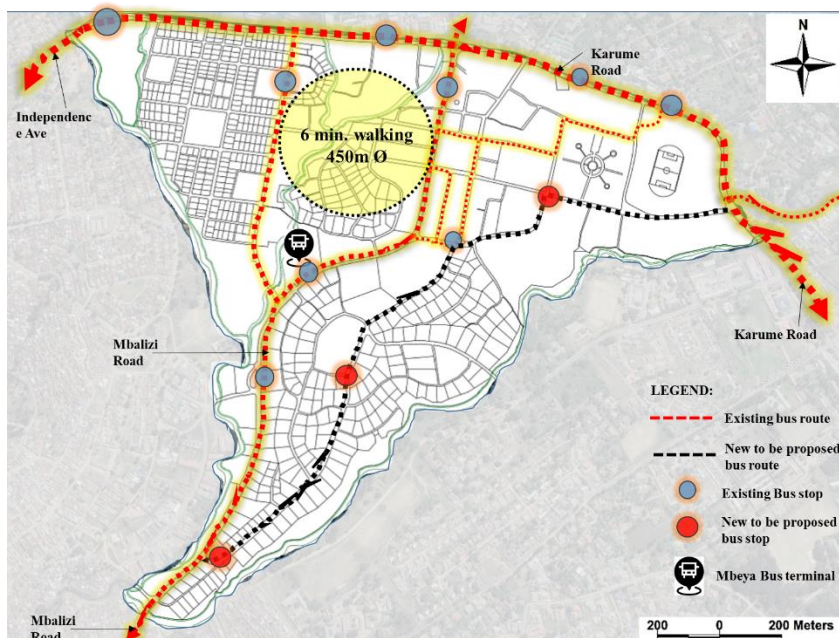 N
Karume
Road
Independenc
e Ave
6 min. walking
450m Ø
Mbalizi
Road
Karume Road
LEGEND:
Existing bus route
New to be proposed
bus route
Existing Bus stop
New to be proposed
bus stop
Mbeya Bus terminal
Mbalizi
Road
200 0 200 Meters